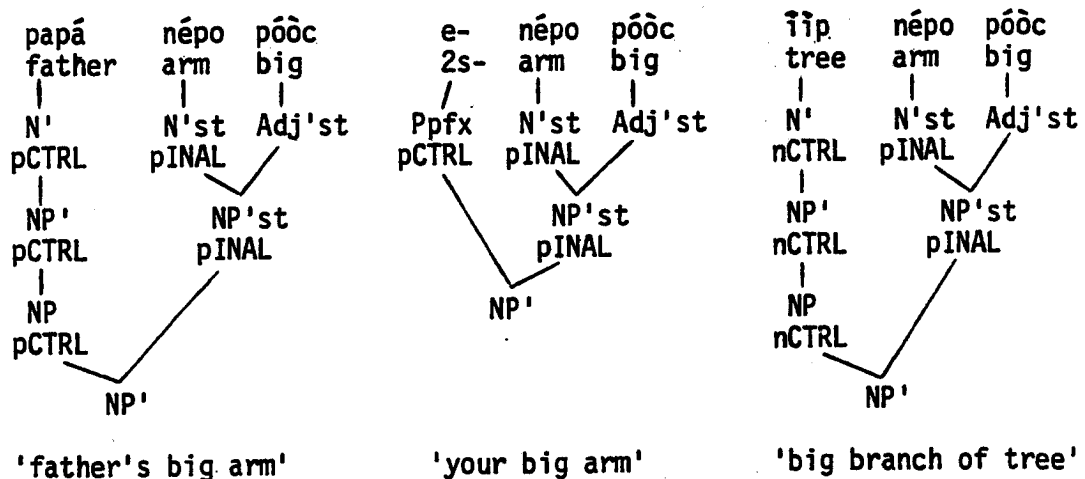 papá népo póòc e- népo póòc ĩ́ĩ̀p népo póòc
father arm big 2s- arm big tree arm big
N' N'st Adj'st Ppfx N'st Adj'st N' N'st Adj'st
pCTRL pINAL pCTRL pINAL nCTRL pINAL
NP' NP'st NP'st NP' NP'st
pCTRL pINAL pINAL nCTRL pINAL
NP NP' NP
pCTRL nCTRL
NP' NP'
'father's big arm' 'your big arm' 'big branch of tree'